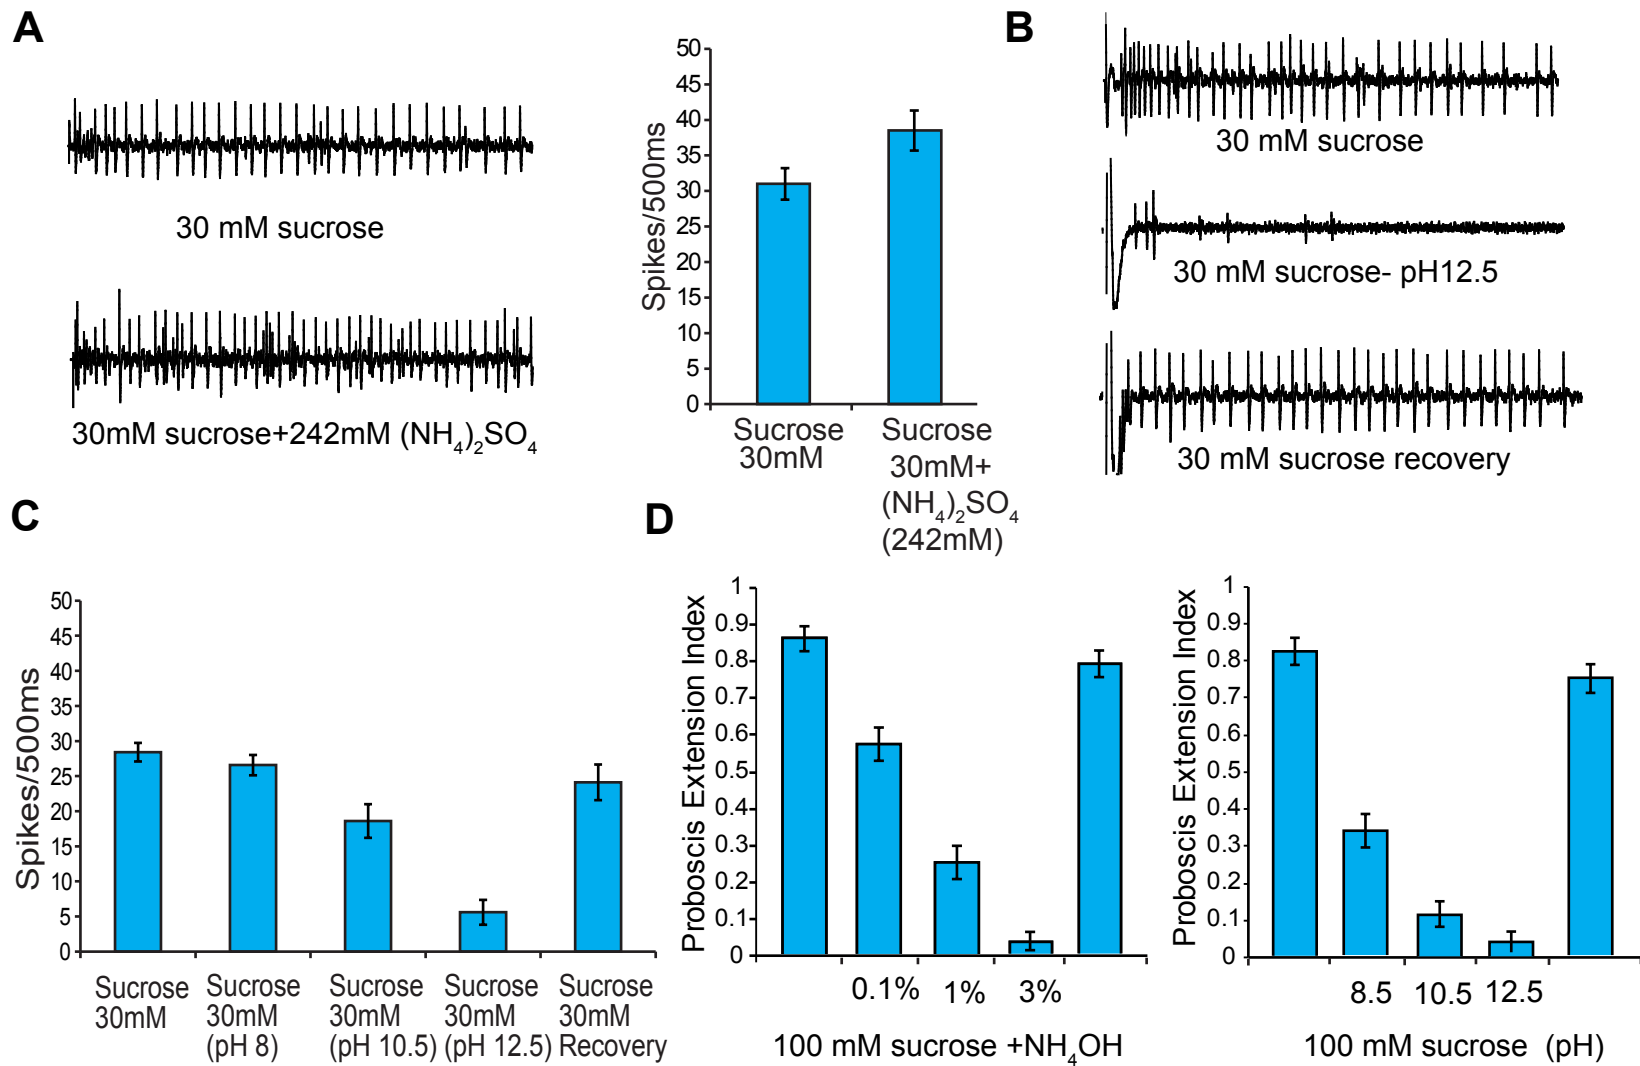 A
30 mM sucrose
30mM sucrose+242mM (NH4)2SO4
50
45
40
35
30
25
20
15
10
5
0
Spikes/500ms
Sucrose
30mM
Sucrose
30mM+
(NH4)2SO4
(242mM)
B
30 mM sucrose
30 mM sucrose- pH12.5
30 mM sucrose recovery
C
50
45
40
35
30
25
20
15
10
5
0
Spikes/500ms
Sucrose
30mM
Sucrose
30mM
(pH 8)
Sucrose
30mM
(pH 10.5)
Sucrose
30mM
(pH 12.5)
Sucrose
30mM
Recovery
D
1
0.9
0.8
0.7
0.6
0.5
0.4
0.3
0.2
0.1
0
Proboscis Extension Index
0.1%
1%
3%
100 mM sucrose +NH4OH
1
0.9
0.8
0.7
0.6
0.5
0.4
0.3
0.2
0.1
0
Proboscis Extension Index
8.5
10.5
12.5
100 mM sucrose (pH)